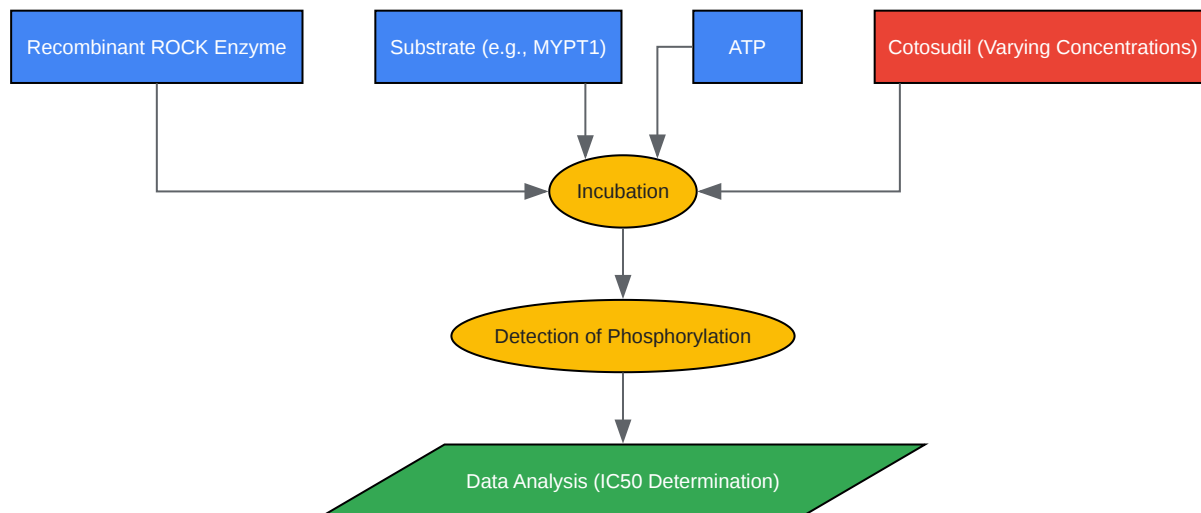 Recombinant ROCK Enzyme
Substrate (e.g., MYPT1)
ATP
Cotosudil (Varying Concentrations)
Incubation
Detection of Phosphorylation
Data Analysis (IC50 Determination)